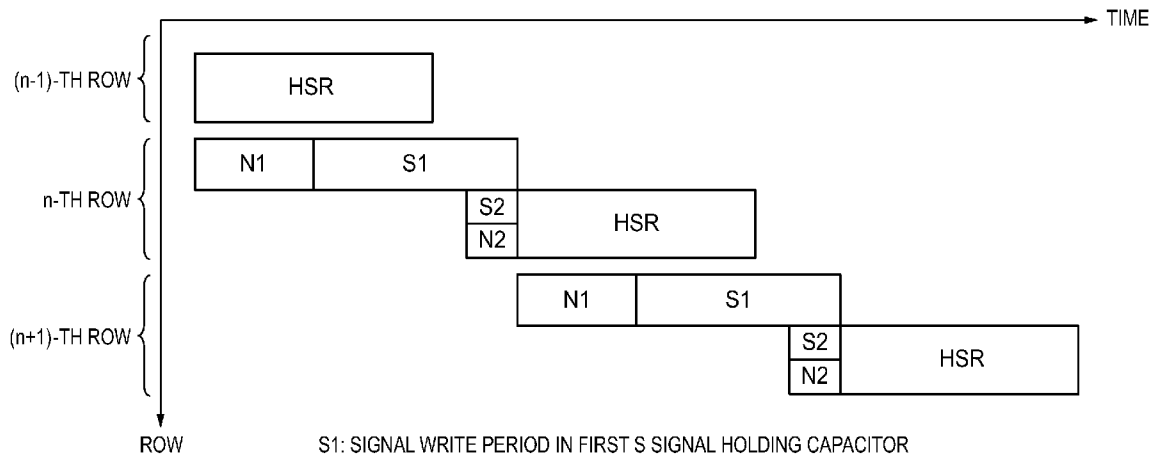 TIME
(n-1)-TH ROW
HSR
n-TH ROW
N1
S1
S2
N2
HSR
(n+1)-TH ROW
N1
S1
S2
N2
HSR
ROW
S1: SIGNAL WRITE PERIOD IN FIRST S SIGNAL HOLDING CAPACITOR